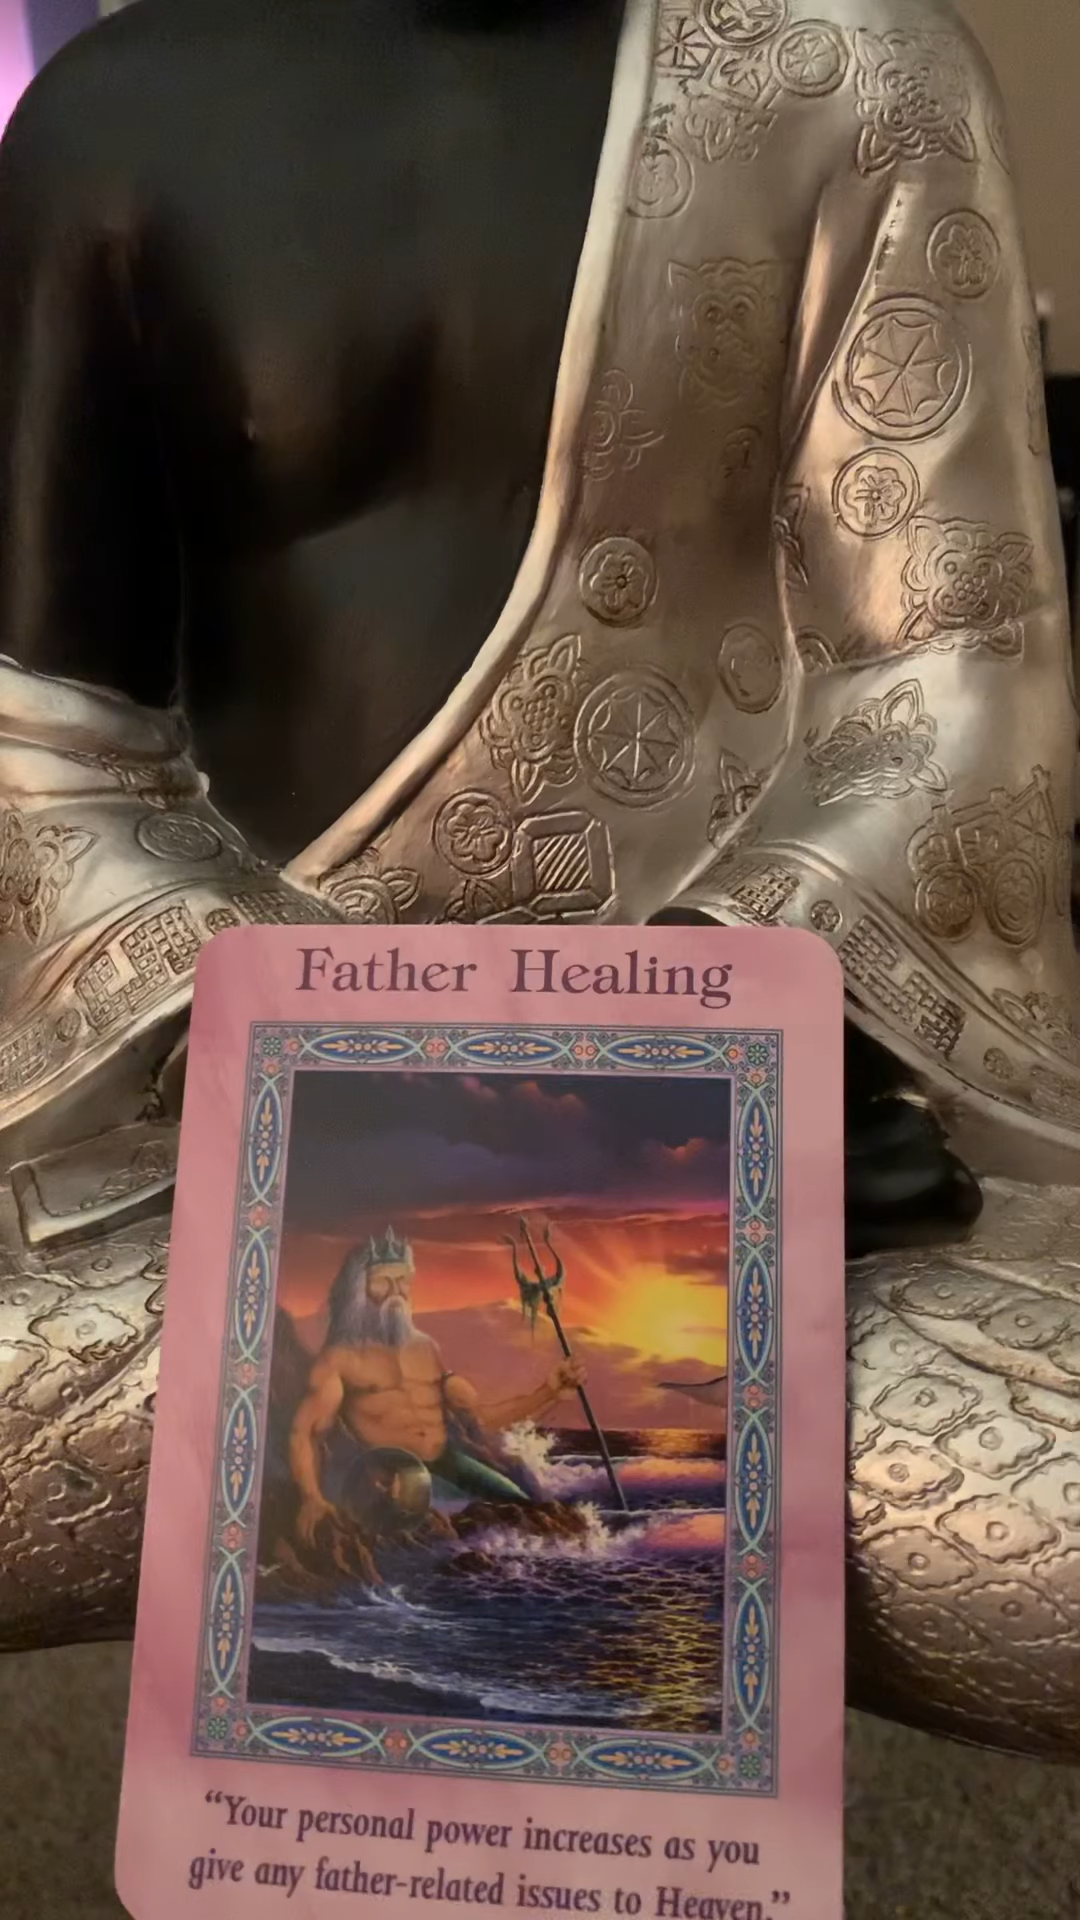 Father Healing
“Your personal power increases as you
give any father-related issues to Heaven.”